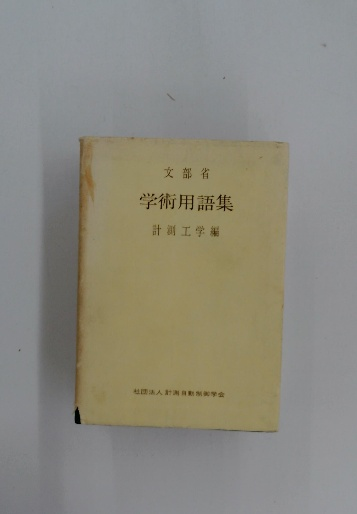 文部省
学術用語集
計測工学編
社団法人計測自動制御学会